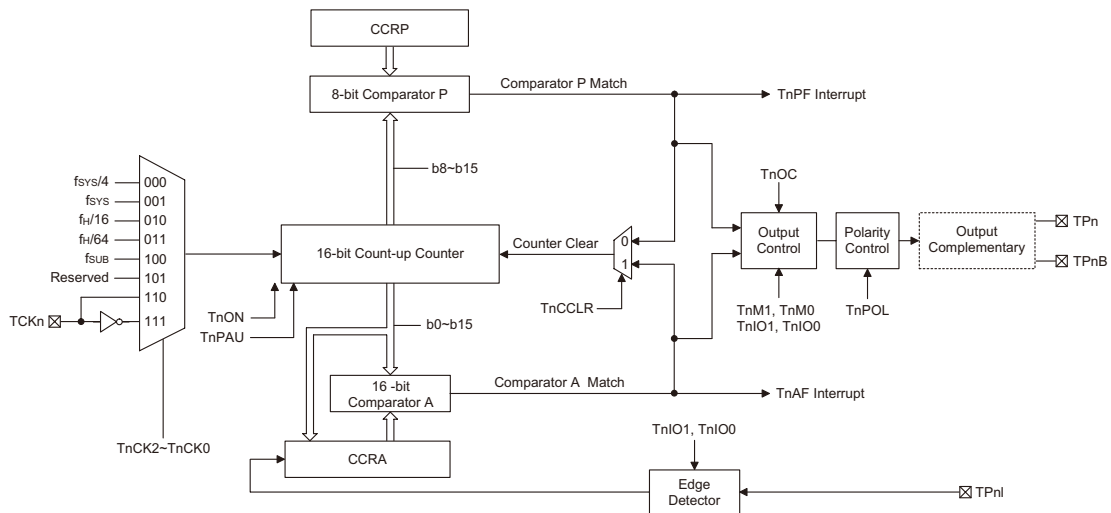 CCRP
8-bit Comparator P
Comparator P Match
TnPF Interrupt
b8~b15
fSYS/4
000
fSYS
001
fH/16
010
fH/64
011
fSUB
100
Reserved
101
110
TCKn
111
TnCK2~TnCK0
16-bit Count-up Counter
TnON
TnPAU
Counter Clear
0
1
TnCCLR
b0~b15
TnOC
Output
Control
TnM1, TnM0
TnIO1, TnIO0
Polarity
Control
TnPOL
Output
Complementary
TPn
TPnB
16 -bit
Comparator A
Comparator A Match
TnAF Interrupt
CCRA
TnIO1, TnIO0
Edge
Detector
TPnI